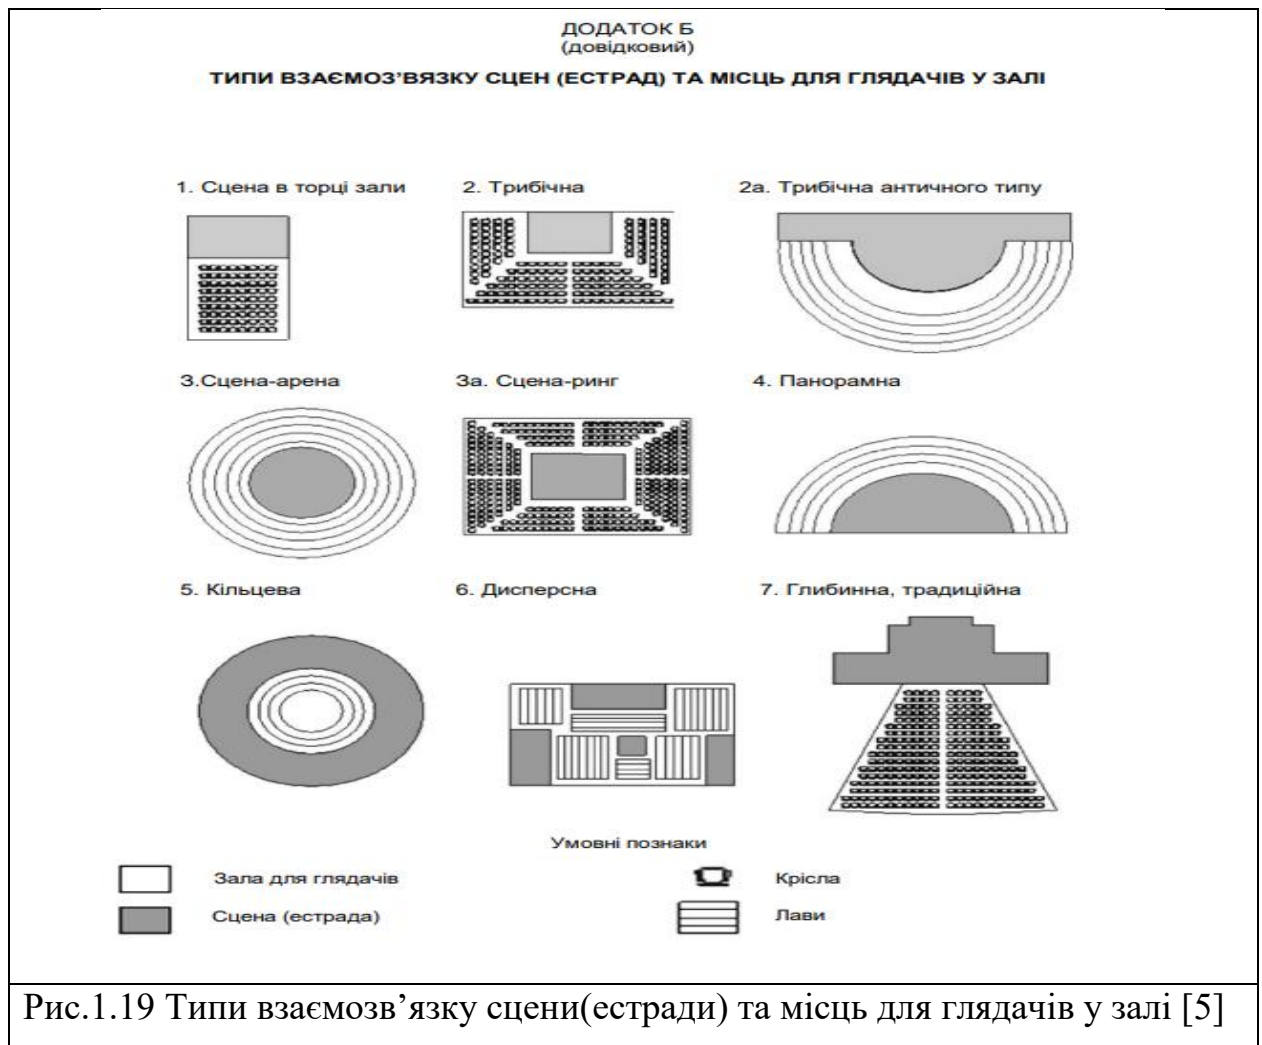 ДОДАТОК Б
(довідковий)
ТИПИ ВЗАЄМОЗ’ВЯЗКУ СЦЕН (ЕСТРАД) ТА МІСЦЬ ДЛЯ ГЛЯДАЧІВ У ЗАЛІ
1. Сцена в торці зали
2. Трибічна
2а. Трибічна античного типу
3.Сцена-арена
3а. Сцена-ринг
4. Панорамна
5. Кільцева
6. Дисперсна
7. Глибинна, традиційна
Умовні познаки
Зала для глядачів
Крісла
Сцена (естрада)
Лави
Рис.1.19 Типи взаємозв’язку сцени(естради) та місць для глядачів у залі [5]